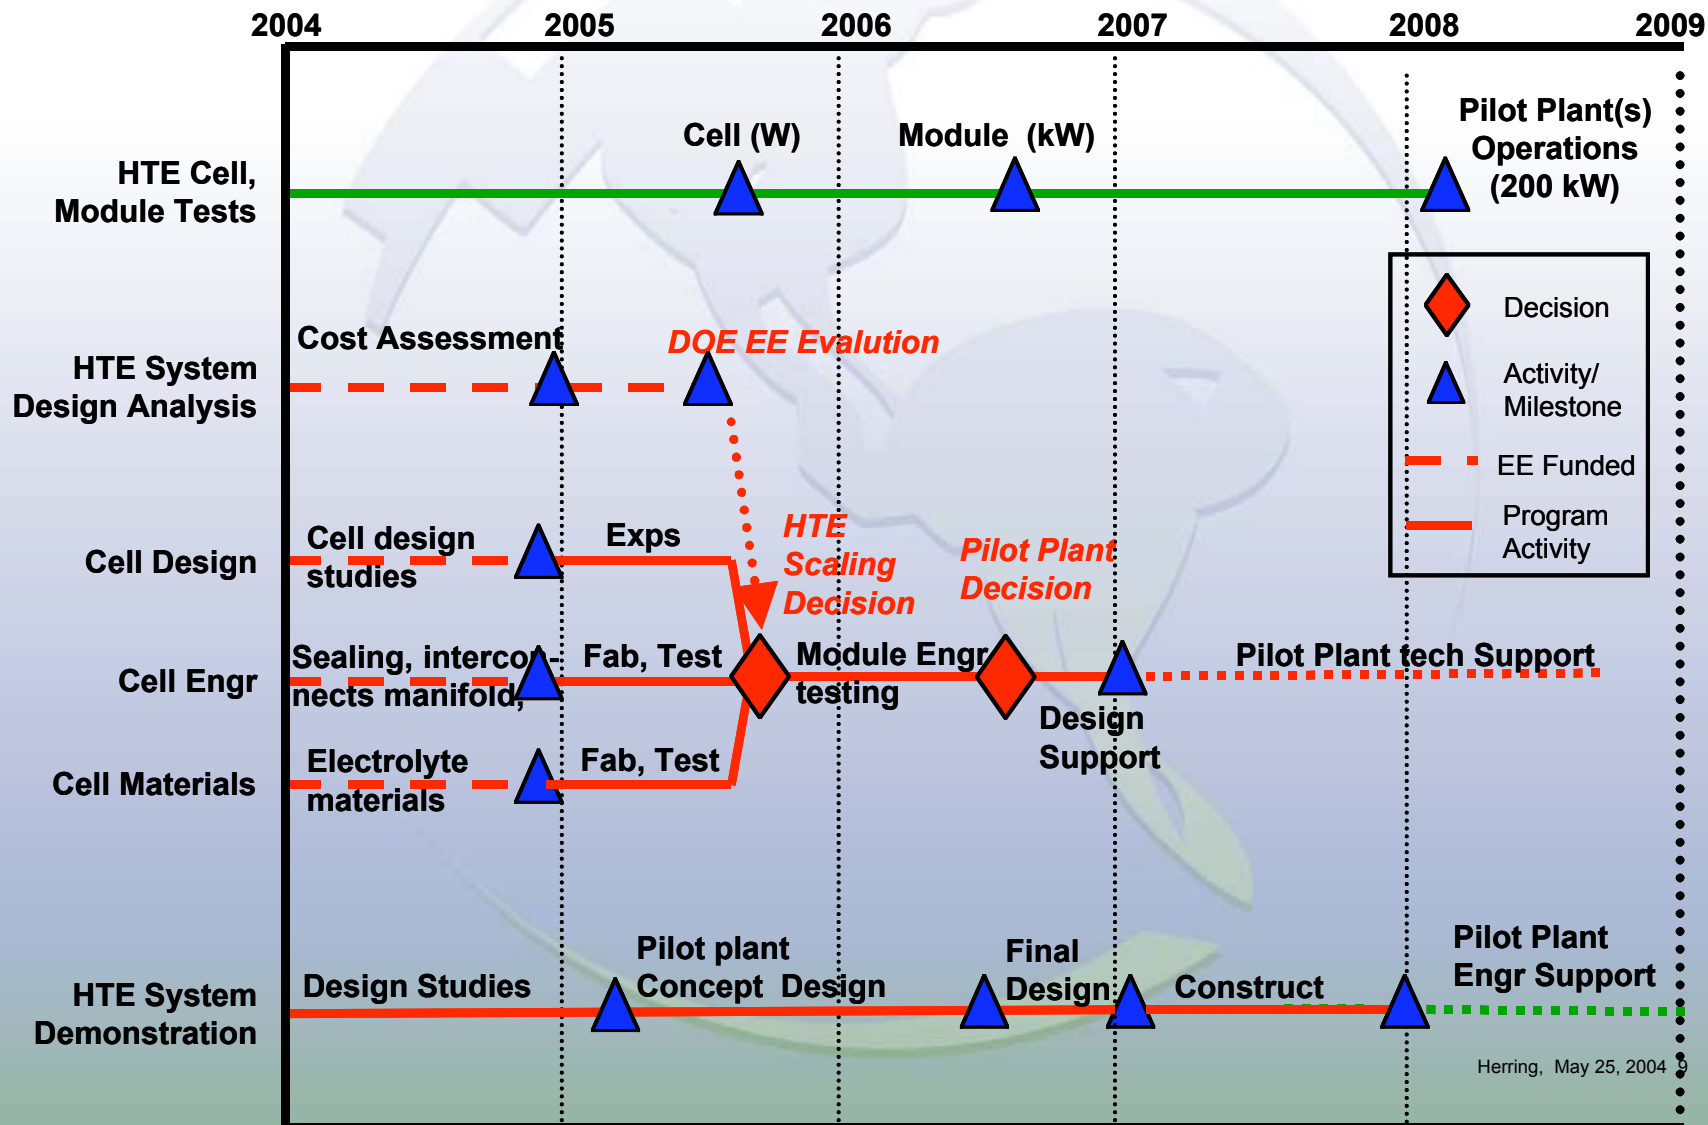 2004 2005 2006 2007 2008 2009
HTE Cell,
Module Tests
Cell (W)
Module (kW)
Pilot Plant(s)
Operations
(200 kW)
Decision
Activity/
Milestone
EE Funded
Program
Activity
HTE System
Design Analysis
Cost Assessment
DOE EE Evalution
Cell Design
Cell design
studies
Exps
HTE
Scaling
Decision
Pilot Plant
Decision
Cell Engr
Sealing, intercon-
nects manifold,
Fab, Test
Module Engr
testing
Design
Support
Pilot Plant tech Support
Cell Materials
Electrolyte
materials
Fab, Test
HTE System
Demonstration
Design Studies
Pilot plant
Concept Design
Final
Design
Construct
Pilot Plant
Engr Support
Herring, May 25, 2004 9